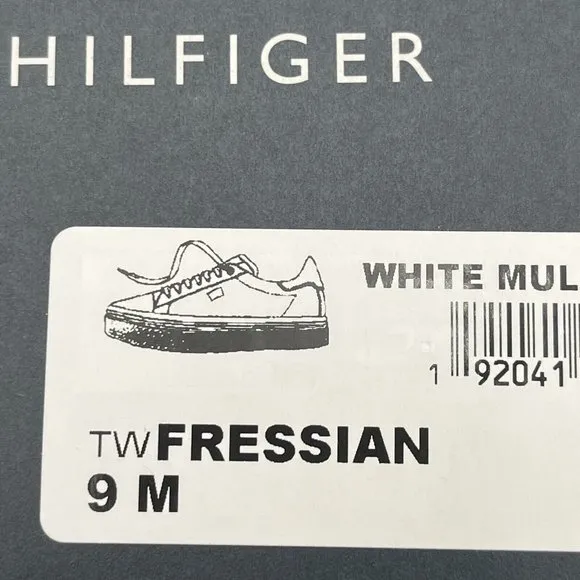 HILFIGER
WHITE MUL
1 92041
TWFRESSIAN
9 M